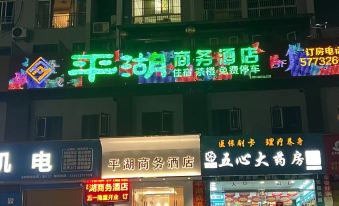 平湖 商务酒店
住宿 茶楼 免费停车
订房电话
577326
机电
平湖商务酒店
医保刷卡 理疗养身
五心大药房
平湖商务酒店